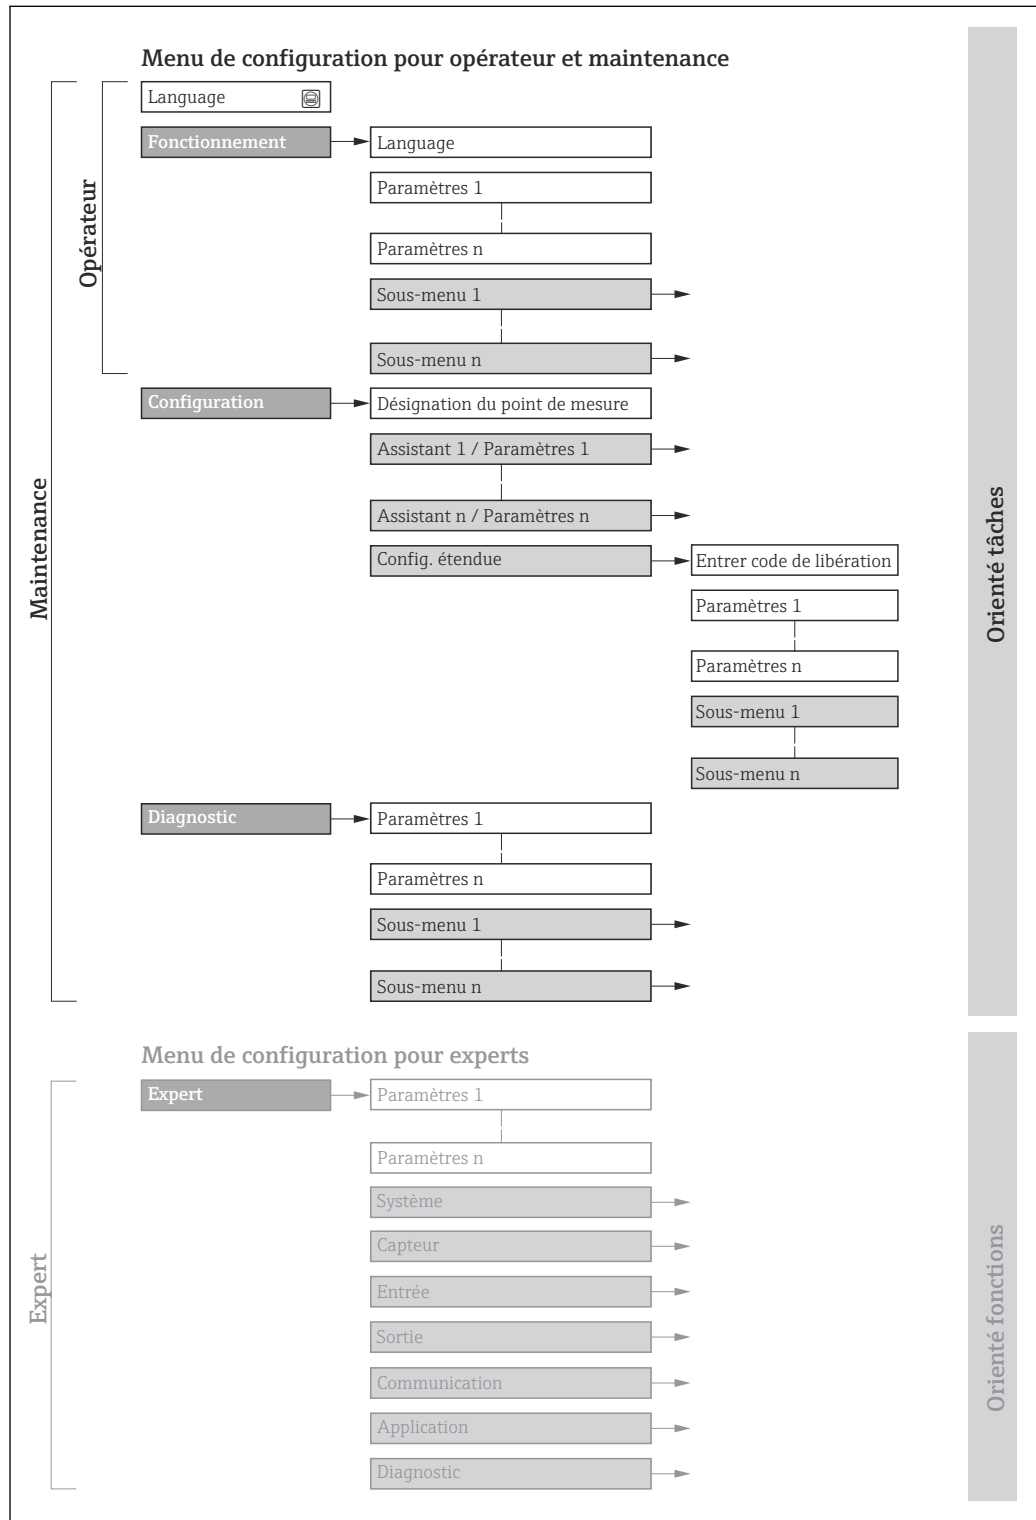 Menu de configuration pour opérateur et maintenance
Language
Fonctionnement
Language
Paramètres 1
Paramètres n
Sous-menu 1
Sous-menu n
Opérateur
Configuration
Désignation du point de mesure
Assistant 1 / Paramètres 1
Assistant n / Paramètres n
Config. étendue
Entrer code de libération
Paramètres 1
Paramètres n
Sous-menu 1
Sous-menu n
Maintenance
Orienté tâches
Diagnostic
Paramètres 1
Paramètres n
Sous-menu 1
Sous-menu n
Menu de configuration pour experts
Expert
Paramètres 1
Paramètres n
Système
Capteur
Entrée
Sortie
Communication
Application
Diagnostic
Expert
Orienté fonctions